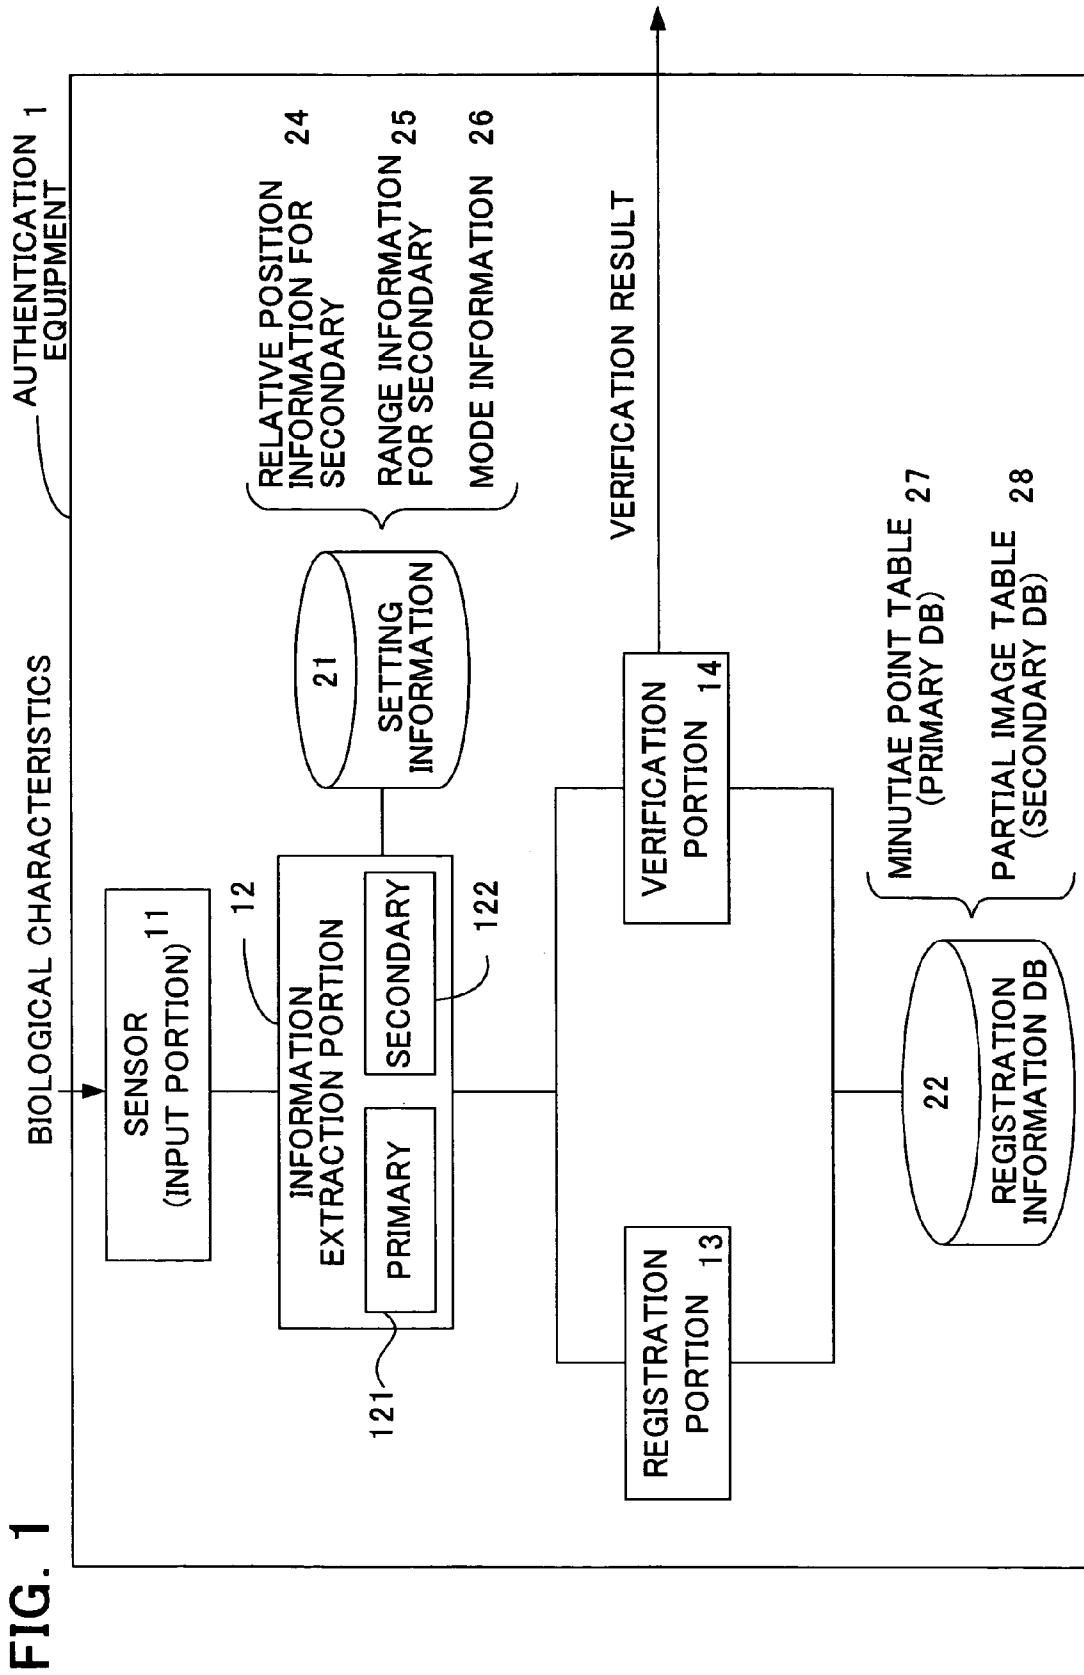 FIG. 1
AUTHENTICATION 1
EQUIPMENT
BIOLOGICAL CHARACTERISTICS
SENSOR
(INPUT PORTION) 11
12
INFORMATION
EXTRACTION PORTION
PRIMARY
SECONDARY
121
122
21
SETTING
INFORMATION
RELATIVE POSITION
INFORMATION FOR 24
SECONDARY
RANGE INFORMATION 25
FOR SECONDARY
MODE INFORMATION 26
REGISTRATION
PORTION 13
VERIFICATION
PORTION 14
VERIFICATION RESULT
22
REGISTRATION
INFORMATION DB
MINUTIAE POINT TABLE 27
(PRIMARY DB)
PARTIAL IMAGE TABLE 28
(SECONDARY DB)